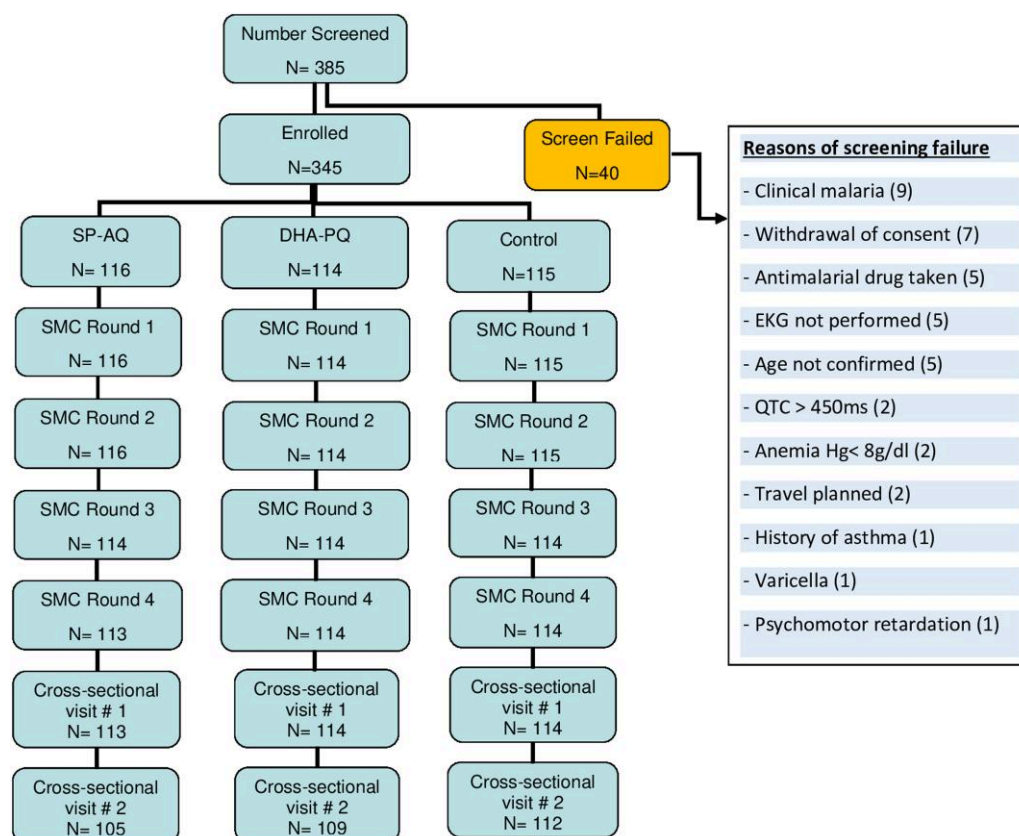 Number Screened
N= 385
Enrolled
N=345
Screen Failed
N=40
Reasons of screening failure
- Clinical malaria (9)
- Withdrawal of consent (7)
- Antimalarial drug taken (5)
- EKG not performed (5)
- Age not confirmed (5)
- QTC > 450ms (2)
- Anemia Hg< 8g/dl (2)
- Travel planned (2)
- History of asthma (1)
- Varicella (1)
- Psychomotor retardation (1)
SP-AQ
N= 116
SMC Round 1
N= 116
SMC Round 2
N= 116
SMC Round 3
N= 114
SMC Round 4
N= 113
Cross-sectional
visit # 1
N= 113
Cross-sectional
visit # 2
N= 105
DHA-PQ
N=114
SMC Round 1
N= 114
SMC Round 2
N= 114
SMC Round 3
N= 114
SMC Round 4
N= 114
Cross-sectional
visit # 1
N= 114
Cross-sectional
visit # 2
N= 109
Control
N=115
SMC Round 1
N= 115
SMC Round 2
N= 115
SMC Round 3
N= 114
SMC Round 4
N= 114
Cross-sectional
visit # 1
N= 114
Cross-sectional
visit # 2
N= 112